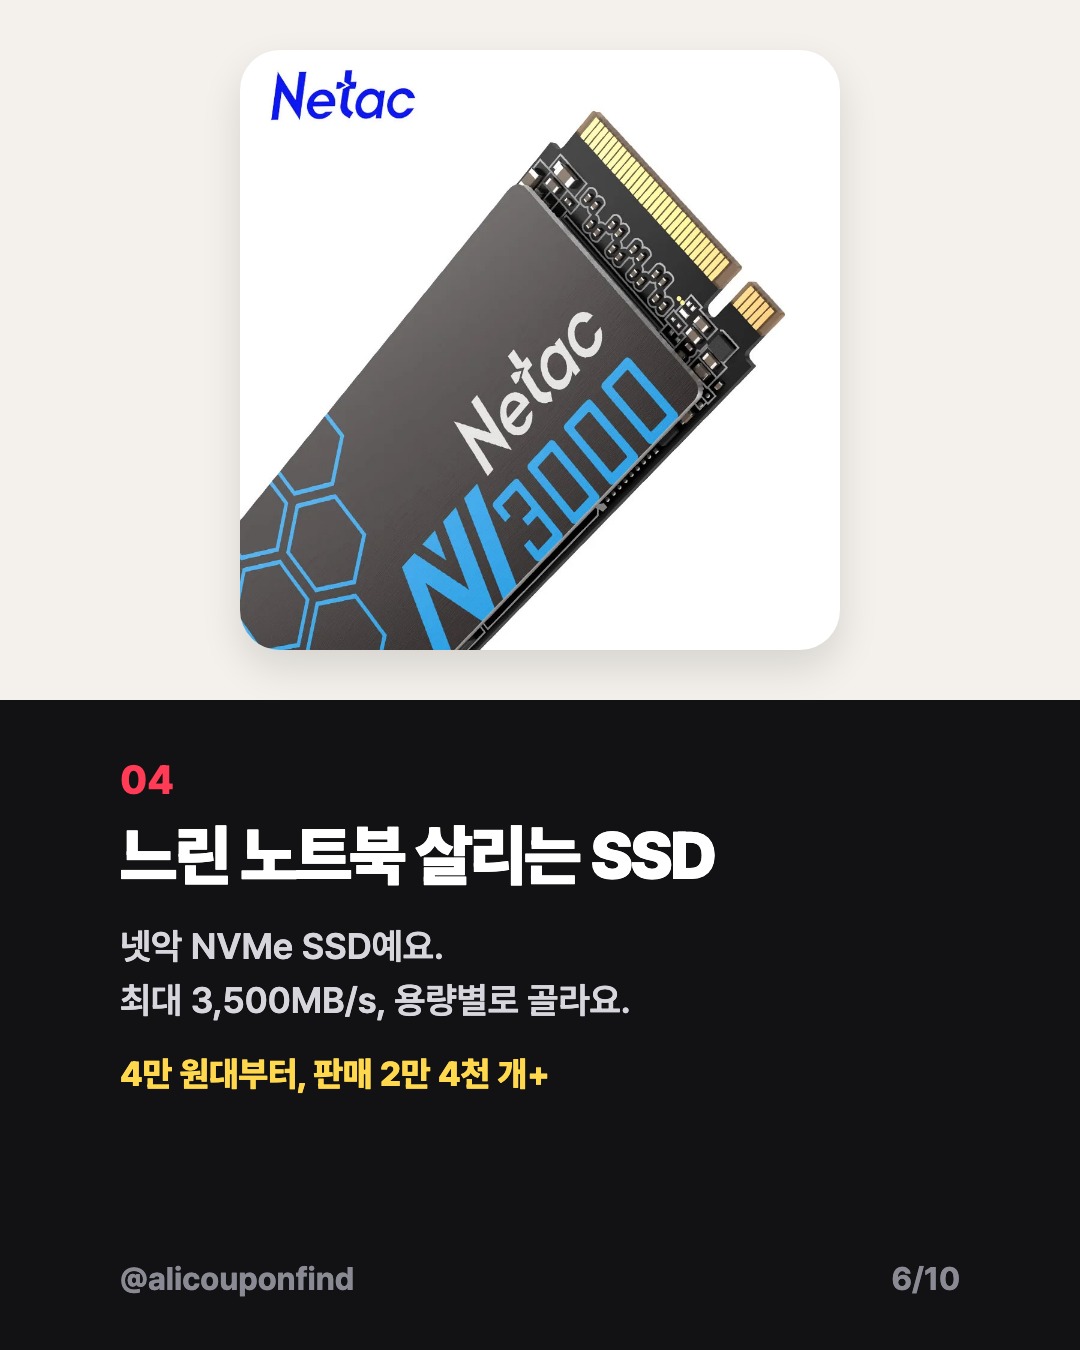 Netac
Netac
NV3000
04
느린 노트북 살리는 SSD
넷악 NVMe SSD예요.
최대 3,500MB/s, 용량별로 골라요.
4만 원대부터, 판매 2만 4천 개+
@alicouponfind
6/10